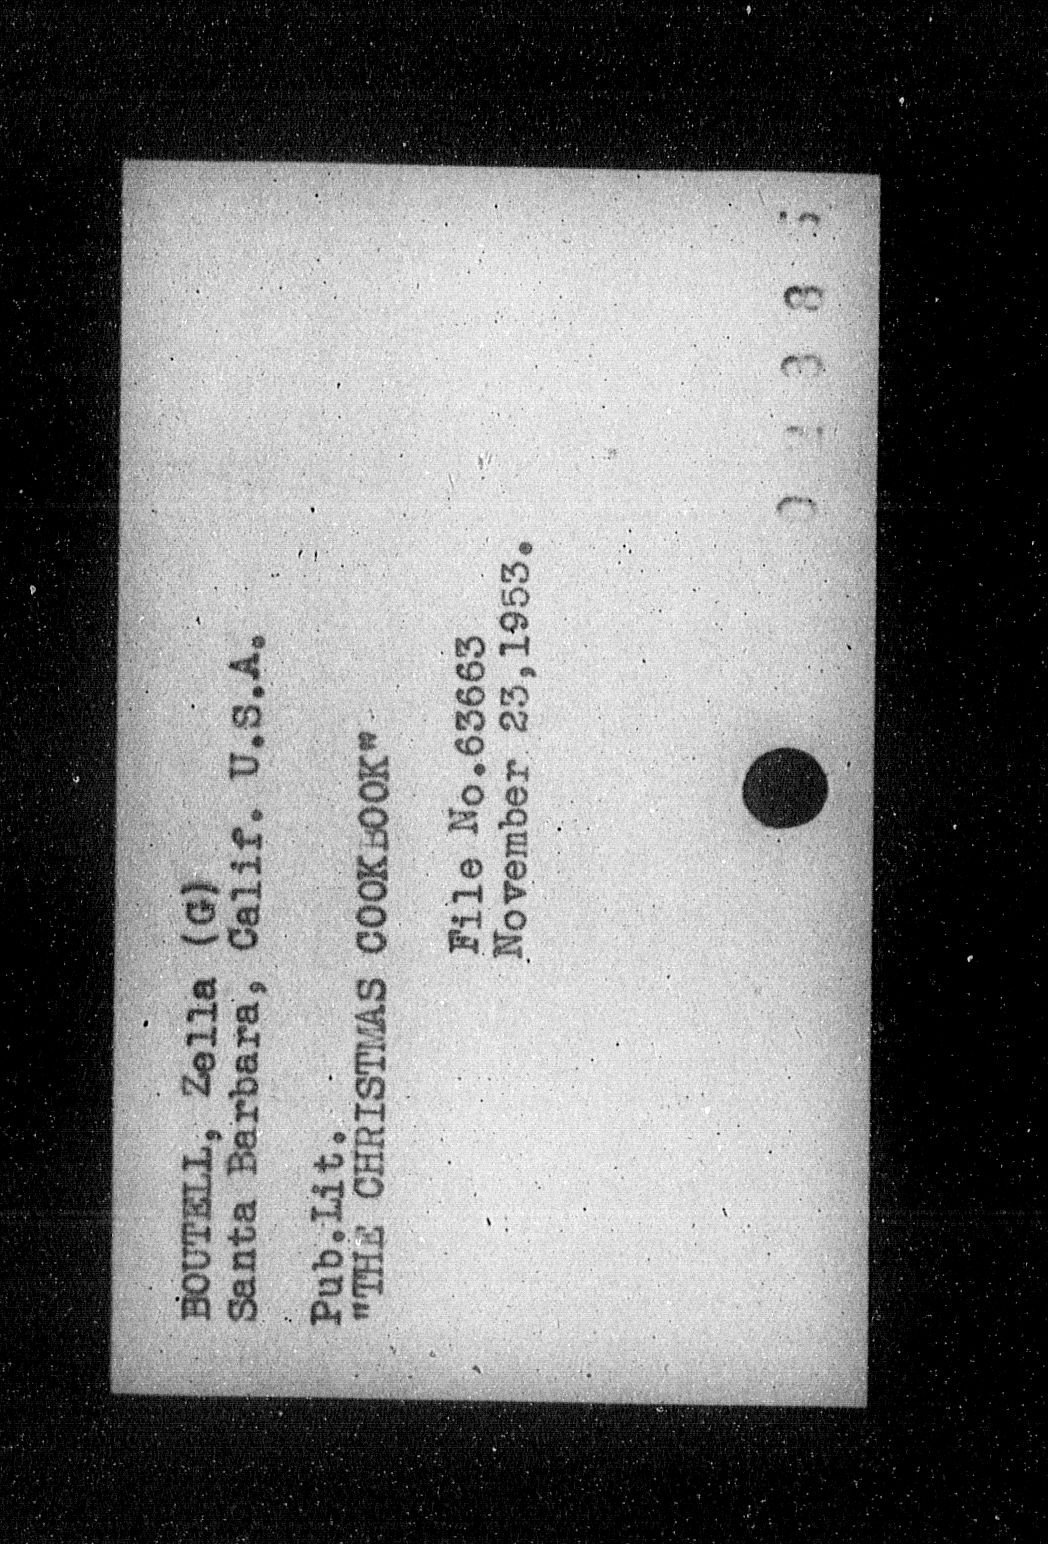 BOUTELL, Zella (G)
Santa Barbara, Calif. U.S.A.
Pub.Lit.
"THE CHRISTMAS COOKBOOK"
File No.63663
November 23,1953.